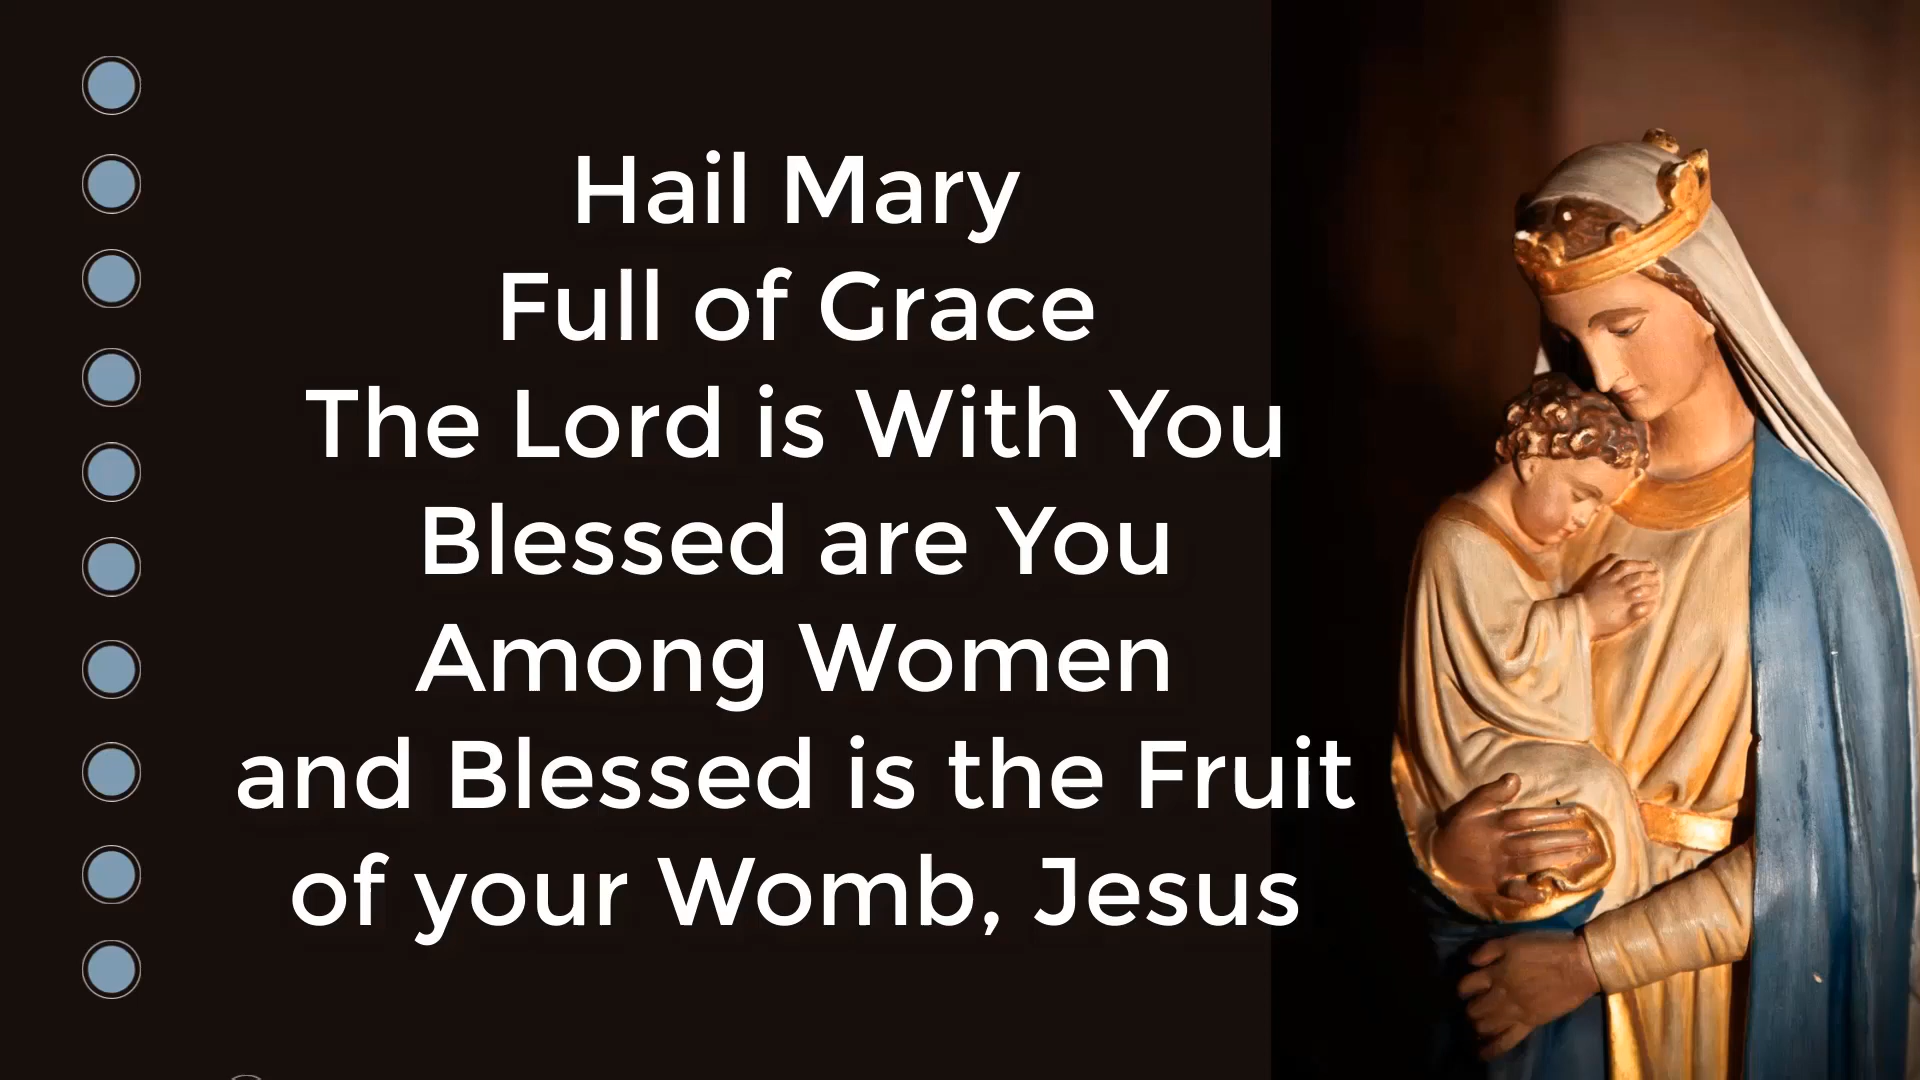 Hail Mary
Full of Grace
The Lord is With You
Blessed are You
Among Women
and Blessed is the Fruit
of your Womb, Jesus